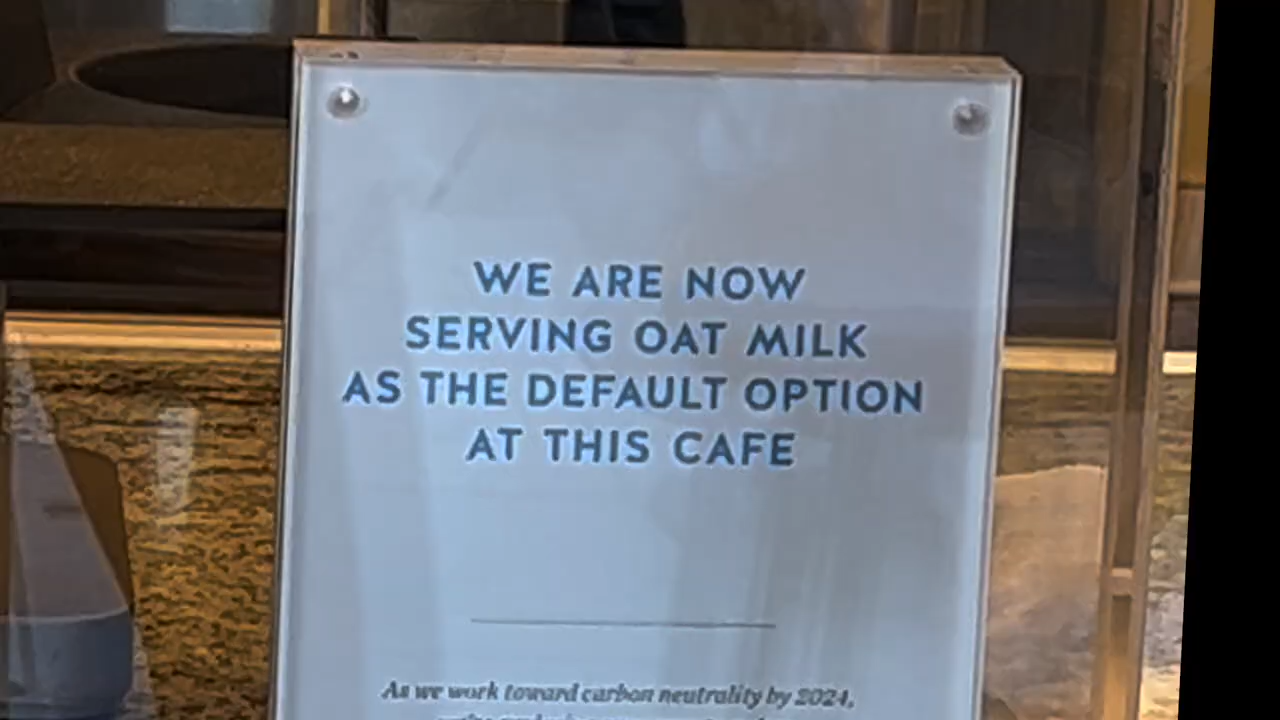 WE ARE NOW
SERVING OAT MILK
AS THE DEFAULT OPTION
AT THIS CAFE
As we work toward carbon neutrality by 2024,